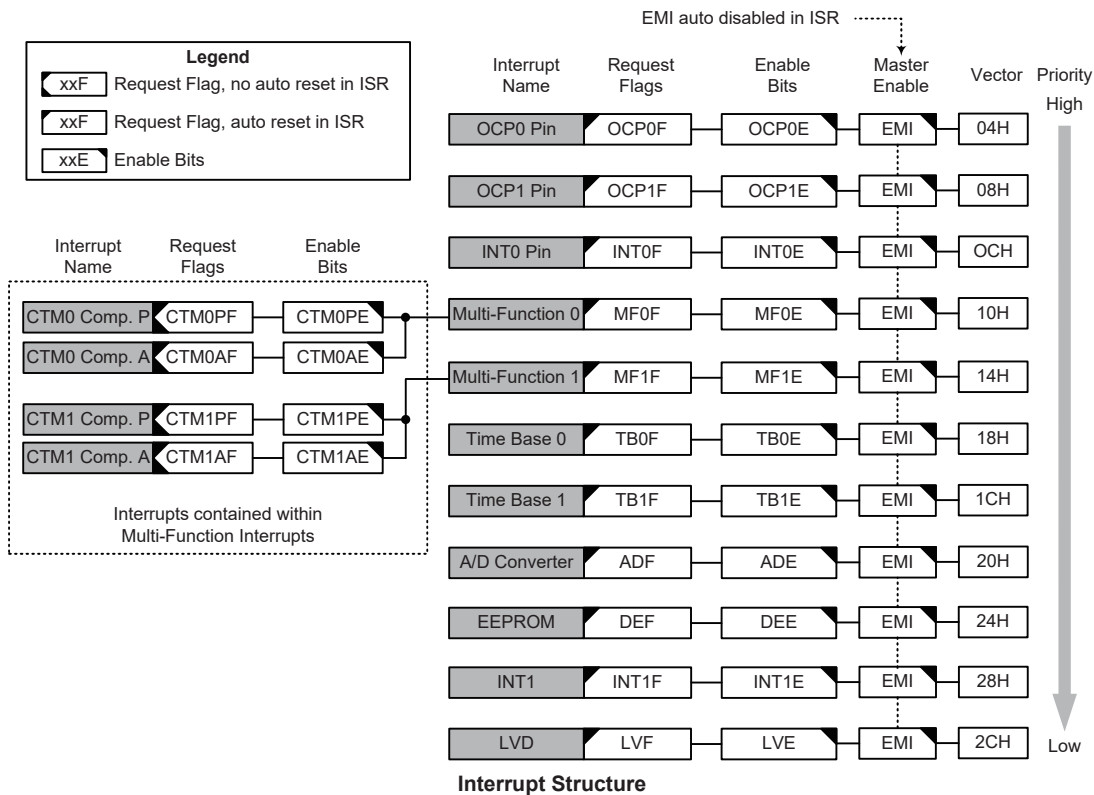 EMI auto disabled in ISR
Legend
xxF Request Flag, no auto reset in ISR
xxF Request Flag, auto reset in ISR
xxE Enable Bits
Interrupt Name Request Flags Enable Bits Master Enable Vector Priority
High
OCP0 Pin OCP0F OCP0E EMI 04H
OCP1 Pin OCP1F OCP1E EMI 08H
INT0 Pin INT0F INT0E EMI OCH
Interrupt Name Request Flags Enable Bits
CTM0 Comp. P CTM0PF CTM0PE
CTM0 Comp. A CTM0AF CTM0AE
CTM1 Comp. P CTM1PF CTM1PE
CTM1 Comp. A CTM1AF CTM1AE
Interrupts contained within
Multi-Function Interrupts
Multi-Function 0 MF0F MF0E EMI 10H
Multi-Function 1 MF1F MF1E EMI 14H
Time Base 0 TB0F TB0E EMI 18H
Time Base 1 TB1F TB1E EMI 1CH
A/D Converter ADF ADE EMI 20H
EEPROM DEF DEE EMI 24H
INT1 INT1F INT1E EMI 28H
LVD LVF LVE EMI 2CH
Low
Interrupt Structure